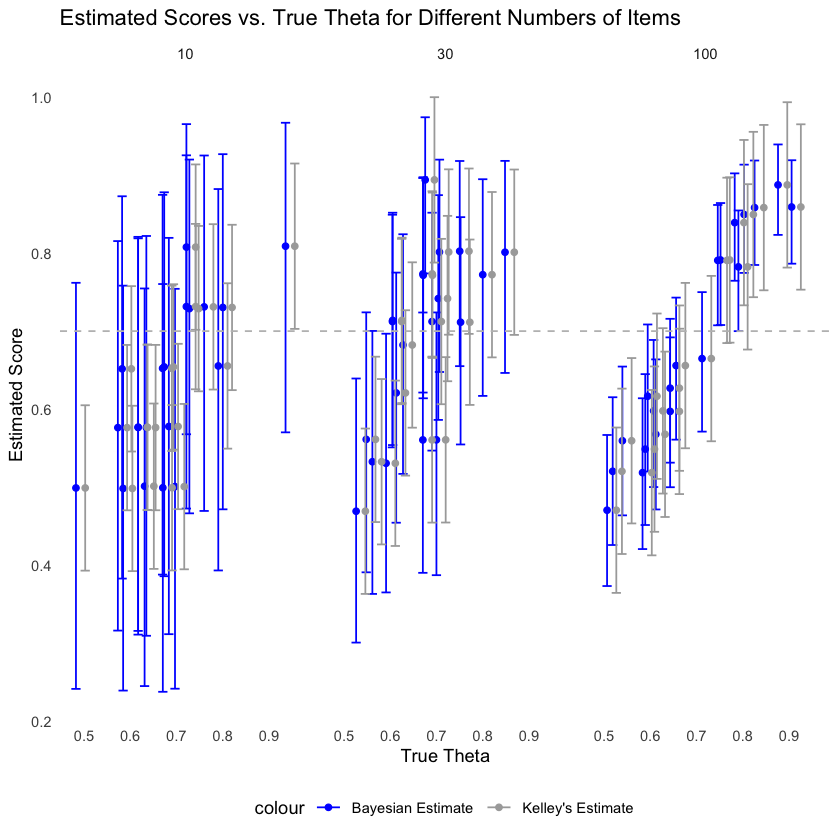 Estimated Scores vs. True Theta for Different Numbers of Items
10 30 100
1.0
0.8
0.6
0.4
0.2
Estimated Score
0.5 0.6 0.7 0.8 0.9 0.5 0.6 0.7 0.8 0.9 0.5 0.6 0.7 0.8 0.9
True Theta
colour Bayesian Estimate Kelley's Estimate